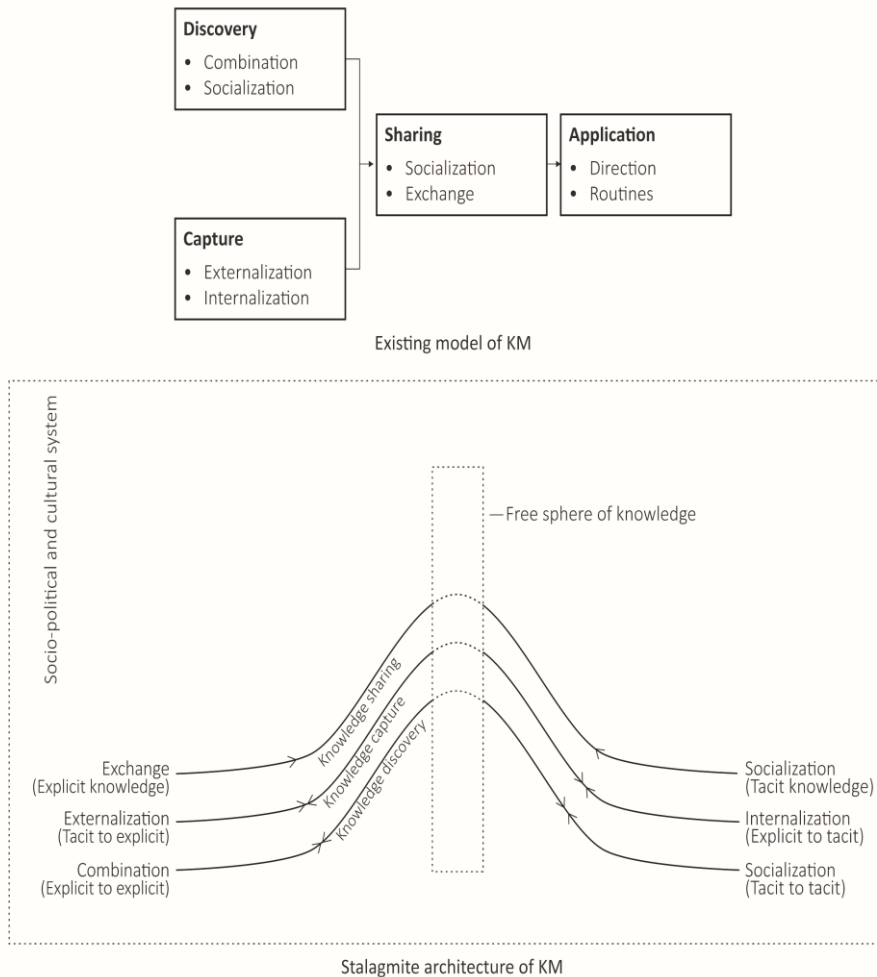 Discovery
• Combination
• Socialization
Sharing
• Socialization
• Exchange
Application
• Direction
• Routines
Capture
• Externalization
• Internalization
Existing model of KM
Socio-political and cultural system
Free sphere of knowledge
Knowledge sharing
Knowledge capture
Knowledge discovery
Exchange
(Explicit knowledge)
Externalization
(Tacit to explicit)
Combination
(Explicit to explicit)
Socialization
(Tacit knowledge)
Internalization
(Explicit to tacit)
Socialization
(Tacit to tacit)
Stalagmite architecture of KM